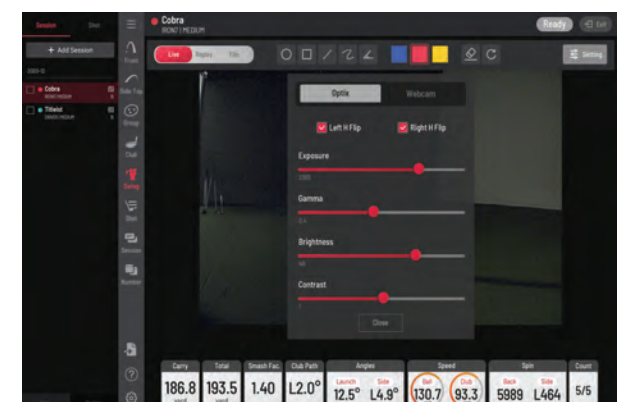 Session
Shot
Cobra
IRON7 | MEDIUM
Ready
Exit
+ Add Session
Front
Live
Replay
Setting
Cobra
Side Top
Titleist
Group
Club
Swing
Shot
Session
Number
Optix
Webcam
Left H Flip
Right H Flip
Exposure
Gamma
Brightness
Contrast
Close
Carry
Total
Smash Fac.
Club Path
Angles
Speed
Spin
Count
Launch
Side
Ball
Club
Back
Side
186.8
193.5
1.40
L2.0°
12.5°
L4.9°
130.7
93.3
5989
L464
5/5
yard
yard